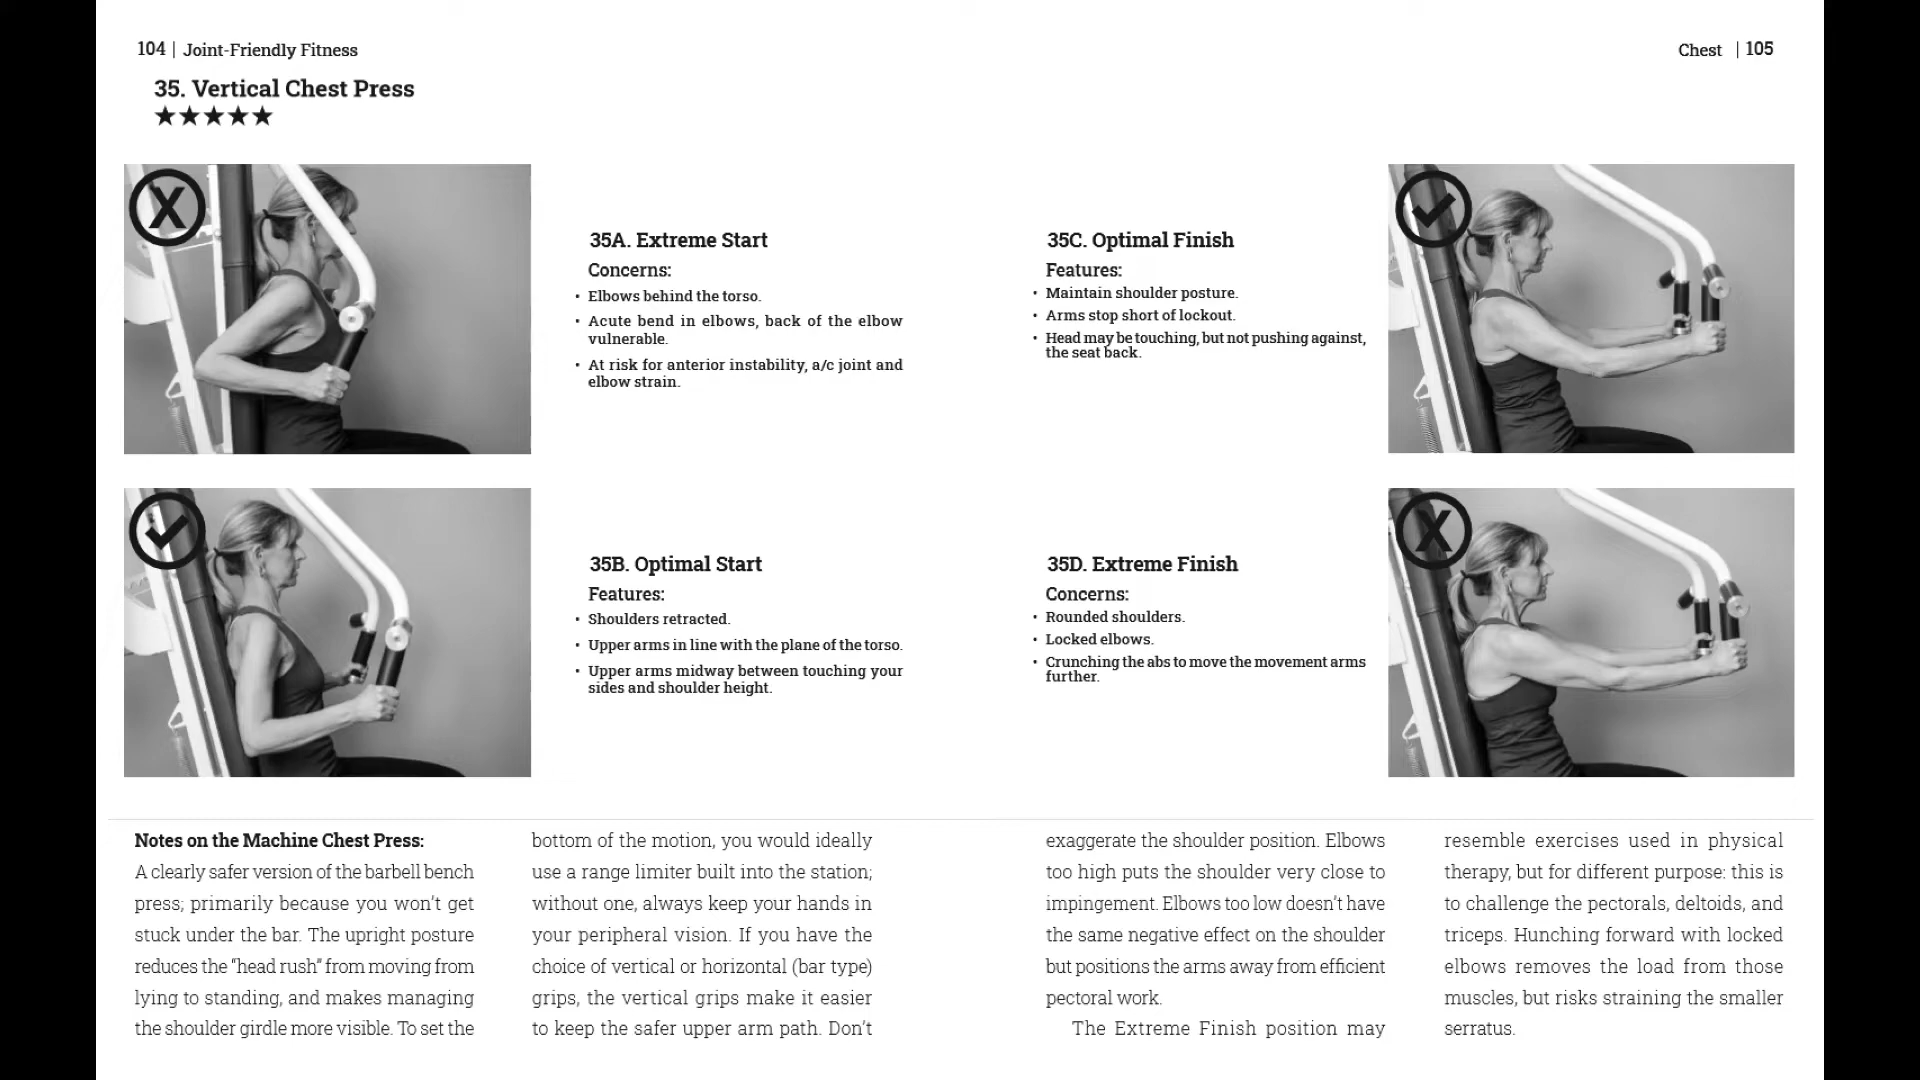 104 | Joint-Friendly Fitness
Chest | 105
35. Vertical Chest Press
★★★★★
X
35A. Extreme Start
Concerns:
• Elbows behind the torso.
• Acute bend in elbows, back of the elbow
vulnerable.
• At risk for anterior instability, a/c joint and
elbow strain.
35B. Optimal Start
Features:
• Shoulders retracted.
• Upper arms in line with the plane of the torso.
• Upper arms midway between touching your
sides and shoulder height.
35C. Optimal Finish
Features:
• Maintain shoulder posture.
• Arms stop short of lockout.
• Head may be touching, but not pushing against,
the seat back.
X
35D. Extreme Finish
Concerns:
• Rounded shoulders.
• Locked elbows.
• Crunching the abs to move the movement arms
further.
Notes on the Machine Chest Press:
A clearly safer version of the barbell bench
press; primarily because you won't get
stuck under the bar. The upright posture
reduces the "head rush" from moving from
lying to standing, and makes managing
the shoulder girdle more visible. To set the
bottom of the motion, you would ideally
use a range limiter built into the station;
without one, always keep your hands in
your peripheral vision. If you have the
choice of vertical or horizontal (bar type)
grips, the vertical grips make it easier
to keep the safer upper arm path. Don't
exaggerate the shoulder position. Elbows
too high puts the shoulder very close to
impingement. Elbows too low doesn't have
the same negative effect on the shoulder
but positions the arms away from efficient
pectoral work.
The Extreme Finish position may
resemble exercises used in physical
therapy, but for different purpose: this is
to challenge the pectorals, deltoids, and
triceps. Hunching forward with locked
elbows removes the load from those
muscles, but risks straining the smaller
serratus.